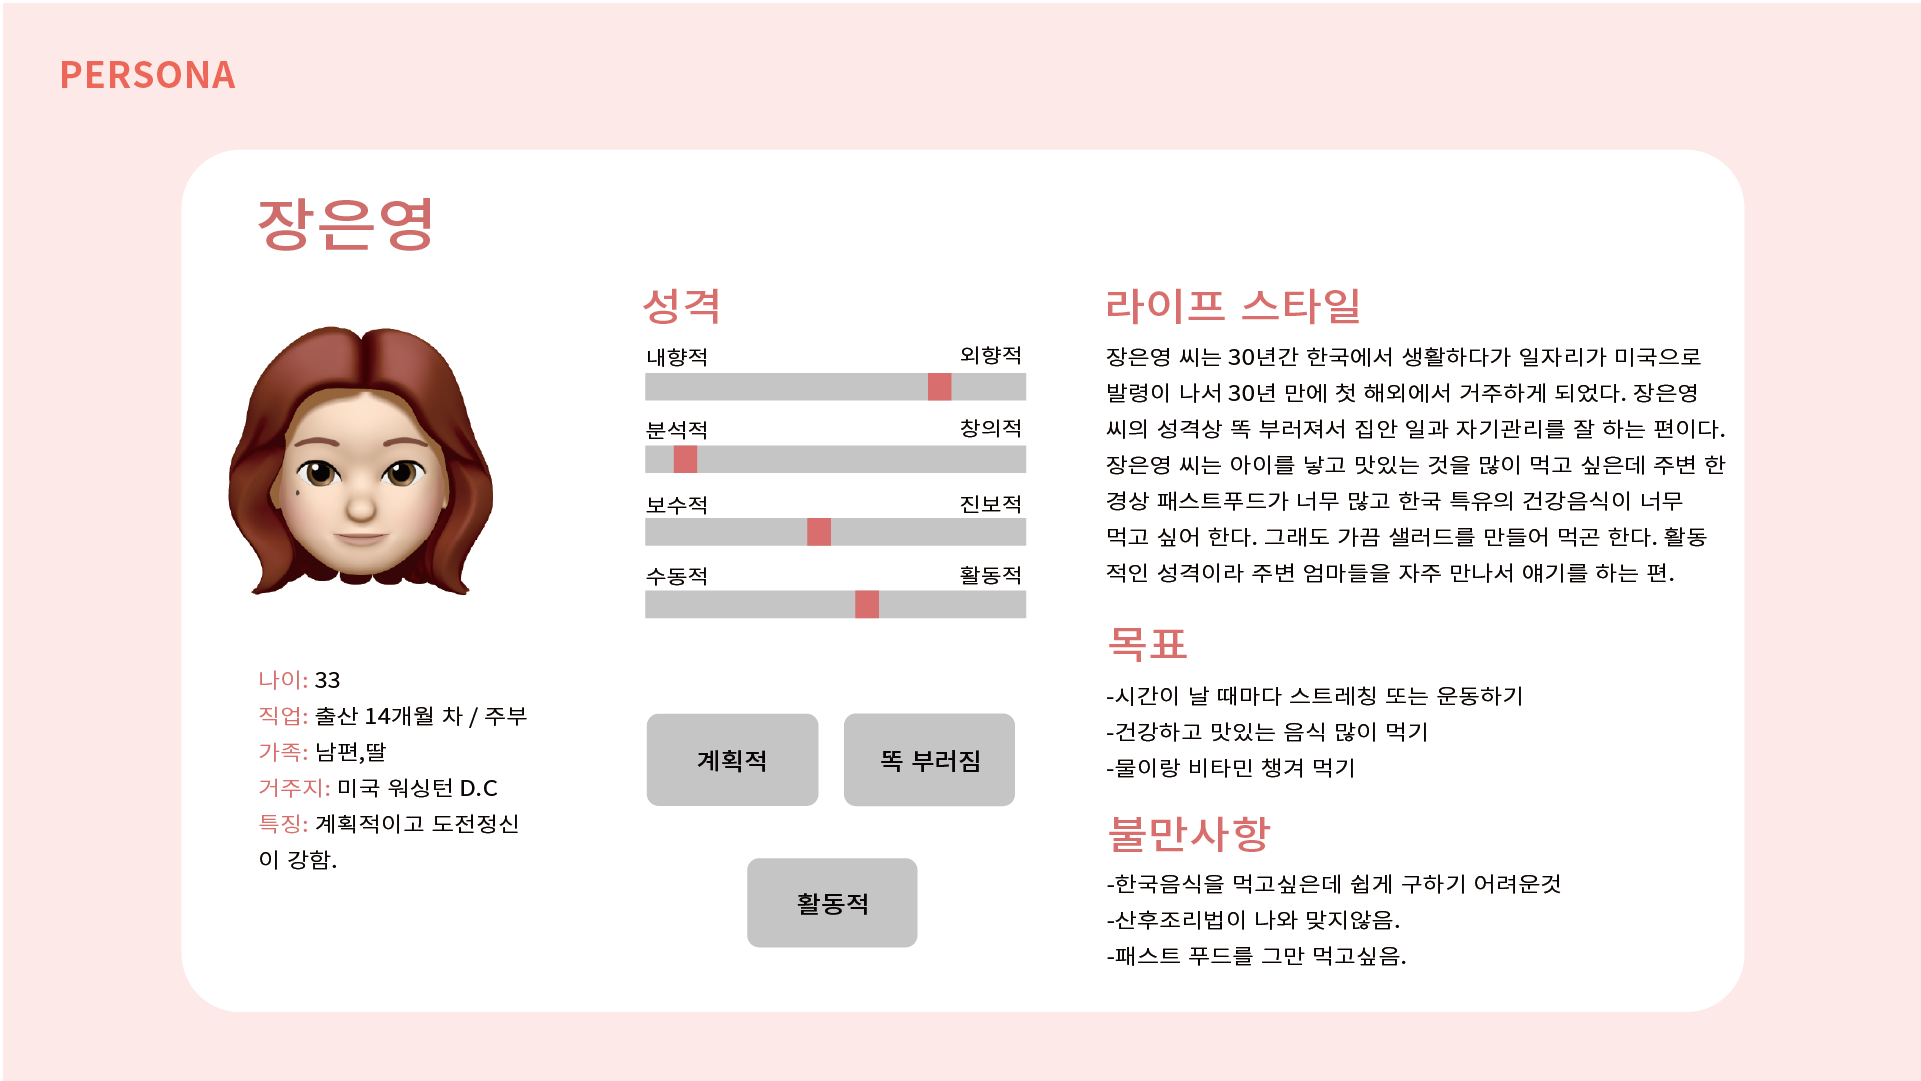 PERSONA
장은영
나이: 33
직업: 출산 14개월 차 / 주부
가족: 남편,딸
거주지: 미국 워싱턴 D.C
특징: 계획적이고 도전정신
이 강함.
성격
내향적 외향적
분석적 창의적
보수적 진보적
수동적 활동적
계획적 똑 부러짐
활동적
라이프 스타일
장은영 씨는 30년간 한국에서 생활하다가 일자리가 미국으로
발령이 나서 30년 만에 첫 해외에서 거주하게 되었다. 장은영
씨의 성격상 똑 부러져서 집안 일과 자기관리를 잘 하는 편이다.
장은영 씨는 아이를 낳고 맛있는 것을 많이 먹고 싶은데 주변 한
경상 패스트푸드가 너무 많고 한국 특유의 건강음식이 너무
먹고 싶어 한다. 그래도 가끔 샐러드를 만들어 먹곤 한다. 활동
적인 성격이라 주변 엄마들을 자주 만나서 얘기를 하는 편.
목표
-시간이 날 때마다 스트레칭 또는 운동하기
-건강하고 맛있는 음식 많이 먹기
-물이랑 비타민 챙겨 먹기
불만사항
-한국음식을 먹고싶은데 쉽게 구하기 어려운것
-산후조리법이 나와 맞지않음.
-패스트 푸드를 그만 먹고싶음.